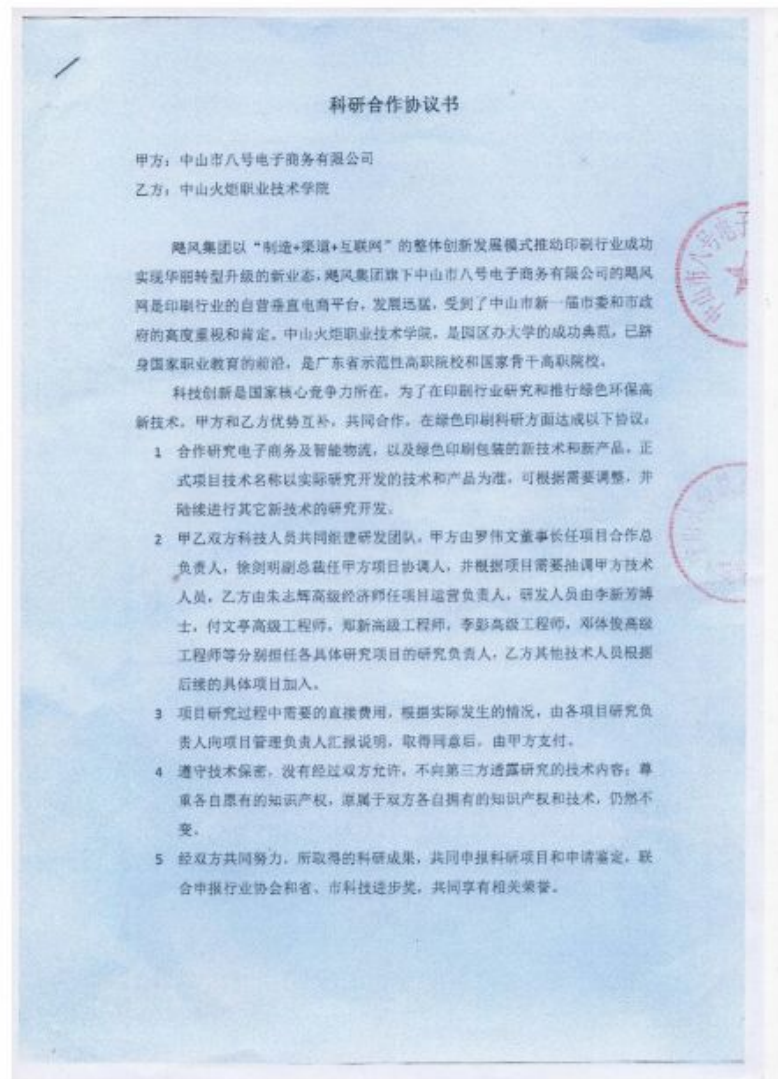 科研合作协议书
甲方：中山市八号电子商务有限公司
乙方：中山火炬职业技术学院
飚风集团以“制造+渠道+互联网”的整体创新发展模式推动印刷行业成功
实现华丽转型升级的新业态，飚风集团旗下中山市八号电子商务有限公司的飚风
网是印刷行业的自营垂直电商平台，发展迅猛，受到了中山市新一届市委和市政
府的高度重视和肯定。中山火炬职业技术学院，是园区办大学的成功典范，已跻
身国家职业教育的前沿，是广东省示范性高职院校和国家骨干高职院校。
科技创新是国家核心竞争力所在，为了在印刷行业研究和推行绿色环保高
新技术，甲方和乙方优势互补，共同合作，在绿色印刷科研方面达成以下协议：
1 合作研究电子商务及智能物流，以及绿色印刷包装的新技术和新产品，正
式项目技术名称以实际研究开发的技术和产品为准，可根据需要调整，并
陆续进行其它新技术的研究开发。
2 甲乙双方科技人员共同组建研发团队，甲方由罗伟文董事长任项目合作总
负责人，徐剑明副总裁任甲方项目协调人，并根据项目需要抽调甲方技术
人员，乙方由朱志辉高级经济师任项目运营负责人，研发人员由李新芳博
士，付文亭高级工程师，郑新高级工程师，李彭高级工程师，邓体俊高级
工程师等分别担任各具体研究项目的研究负责人，乙方其他技术人员根据
后续的具体项目加入。
3 项目研究过程中需要的直接费用，根据实际发生的情况，由各项目研究负
责人向项目管理负责人汇报说明，取得同意后，由甲方支付。
4 遵守技术保密，没有经过双方允许，不向第三方透露研究的技术内容；尊
重各自原有的知识产权，原属于双方各自拥有的知识产权和技术，仍然不
变。
5 经双方共同努力，所取得的科研成果，共同申报科研项目和申请鉴定，联
合申报行业协会和省、市科技进步奖，共同享有相关荣誉。
中山市八号电子